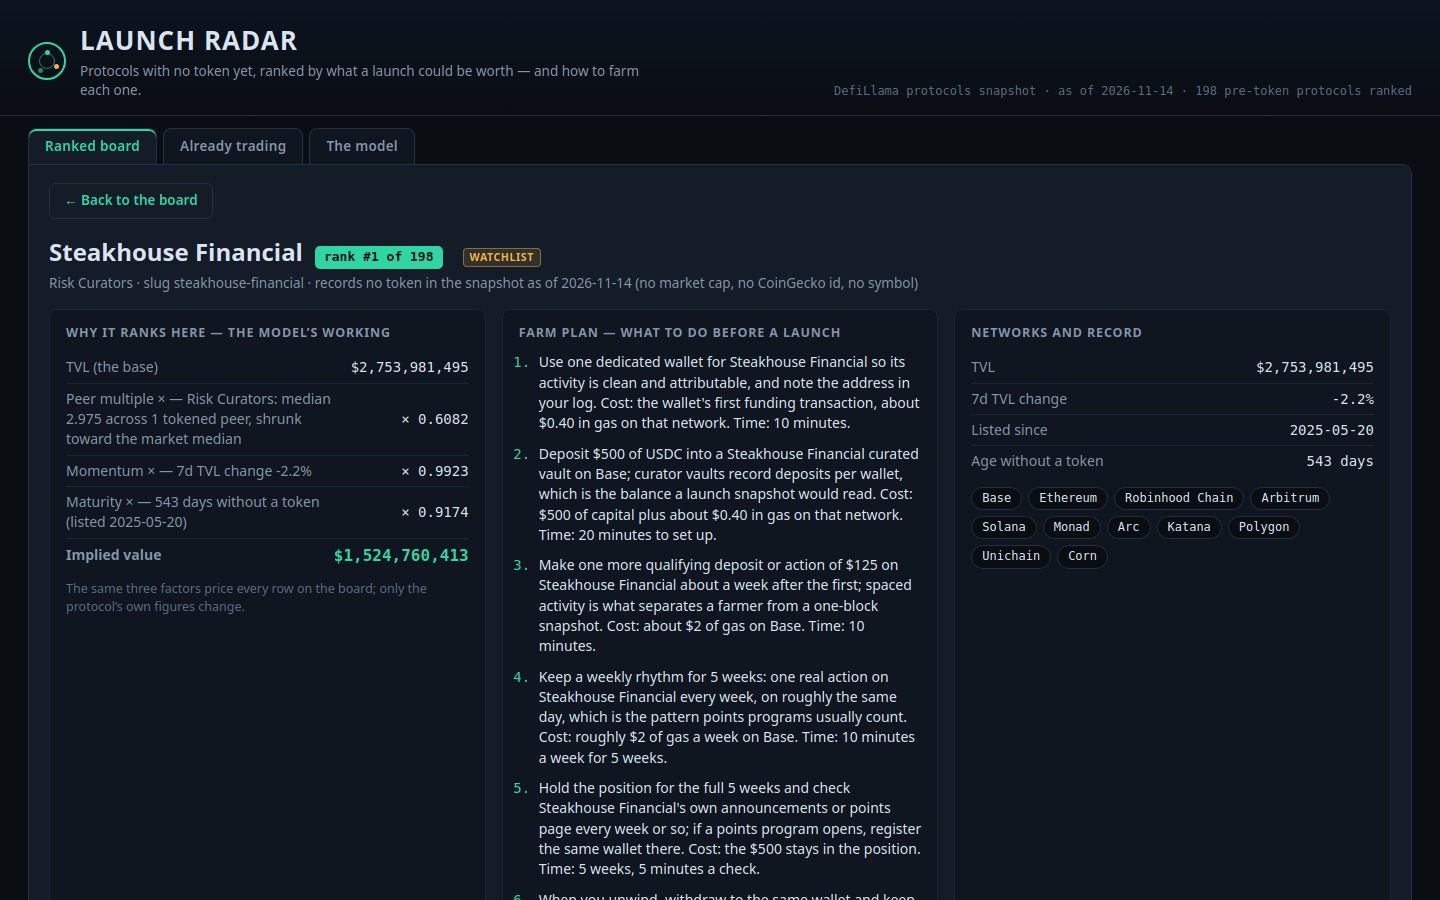 LAUNCH RADAR
Protocols with no token yet, ranked by what a launch could be worth — and how to farm
each one.
DefiLlama protocols snapshot · as of 2026-11-14 · 198 pre-token protocols ranked
Ranked board
Already trading
The model
← Back to the board
Steakhouse Financial
rank #1 of 198
WATCHLIST
Risk Curators · slug steakhouse-financial · records no token in the snapshot as of 2026-11-14 (no market cap, no CoinGecko id, no symbol)
WHY IT RANKS HERE — THE MODEL’S WORKING
TVL (the base) $2,753,981,495
Peer multiple × — Risk Curators: median
2.975 across 1 tokened peer, shrunk
toward the market median
× 0.6082
Momentum × — 7d TVL change -2.2% × 0.9923
Maturity × — 543 days without a token
(listed 2025-05-20)
× 0.9174
Implied value $1,524,760,413
The same three factors price every row on the board; only the
protocol’s own figures change.
FARM PLAN — WHAT TO DO BEFORE A LAUNCH
1. Use one dedicated wallet for Steakhouse Financial so its
activity is clean and attributable, and note the address in
your log. Cost: the wallet's first funding transaction, about
$0.40 in gas on that network. Time: 10 minutes.
2. Deposit $500 of USDC into a Steakhouse Financial curated
vault on Base; curator vaults record deposits per wallet,
which is the balance a launch snapshot would read. Cost:
$500 of capital plus about $0.40 in gas on that network.
Time: 20 minutes to set up.
3. Make one more qualifying deposit or action of $125 on
Steakhouse Financial about a week after the first; spaced
activity is what separates a farmer from a one-block
snapshot. Cost: about $2 of gas on Base. Time: 10
minutes.
4. Keep a weekly rhythm for 5 weeks: one real action on
Steakhouse Financial every week, on roughly the same
day, which is the pattern points programs usually count.
Cost: roughly $2 of gas a week on Base. Time: 10 minutes
a week for 5 weeks.
5. Hold the position for the full 5 weeks and check
Steakhouse Financial's own announcements or points
page every week or so; if a points program opens, register
the same wallet there. Cost: the $500 stays in the position.
Time: 5 weeks, 5 minutes a check.
6. When you unwind, withdraw to the same wallet and keep
NETWORKS AND RECORD
TVL $2,753,981,495
7d TVL change -2.2%
Listed since 2025-05-20
Age without a token 543 days
Base Ethereum Robinhood Chain Arbitrum
Solana Monad Arc Katana Polygon
Unichain Corn